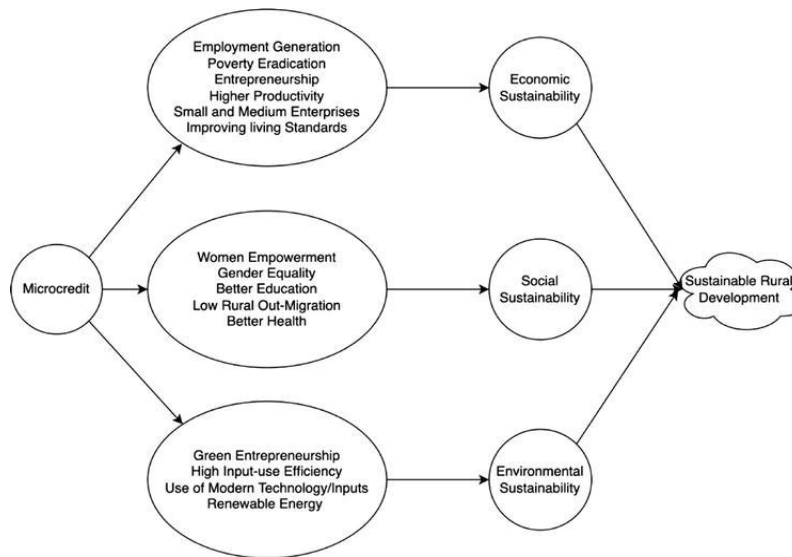 Employment Generation
Poverty Eradication
Entrepreneurship
Higher Productivity
Small and Medium Enterprises
Improving living Standards
Economic
Sustainability
Microcredit
Women Empowerment
Gender Equality
Better Education
Low Rural Out-Migration
Better Health
Social
Sustainability
Sustainable Rural
Development
Green Entrepreneurship
High Input-use Efficiency
Use of Modern Technology/Inputs
Renewable Energy
Environmental
Sustainability